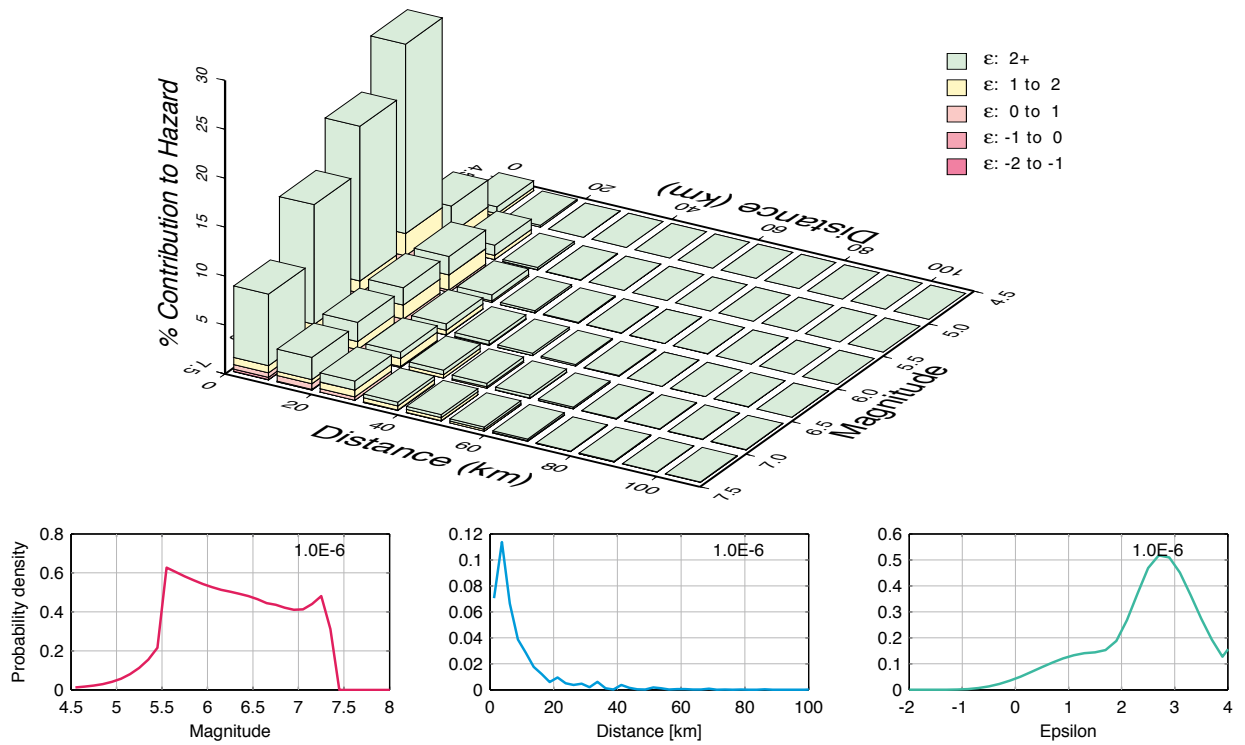 % Contribution to Hazard
30
25
20
15
10
5
0
20
40
60
80
100
Distance (km)
0
20
40
60
80
100
Distance (km)
4.5
5.0
5.5
6.0
6.5
7.0
7.5
Magnitude
ε: 2+
ε: 1 to 2
ε: 0 to 1
ε: -1 to 0
ε: -2 to -1
Probability density
0.8
0.6
0.4
0.2
0
1.0E-6
4.5 5 5.5 6 6.5 7 7.5 8
Magnitude
0.12
0.1
0.08
0.06
0.04
0.02
0
1.0E-6
0 20 40 60 80 100
Distance [km]
0.6
0.5
0.4
0.3
0.2
0.1
0
1.0E-6
-2 -1 0 1 2 3 4
Epsilon